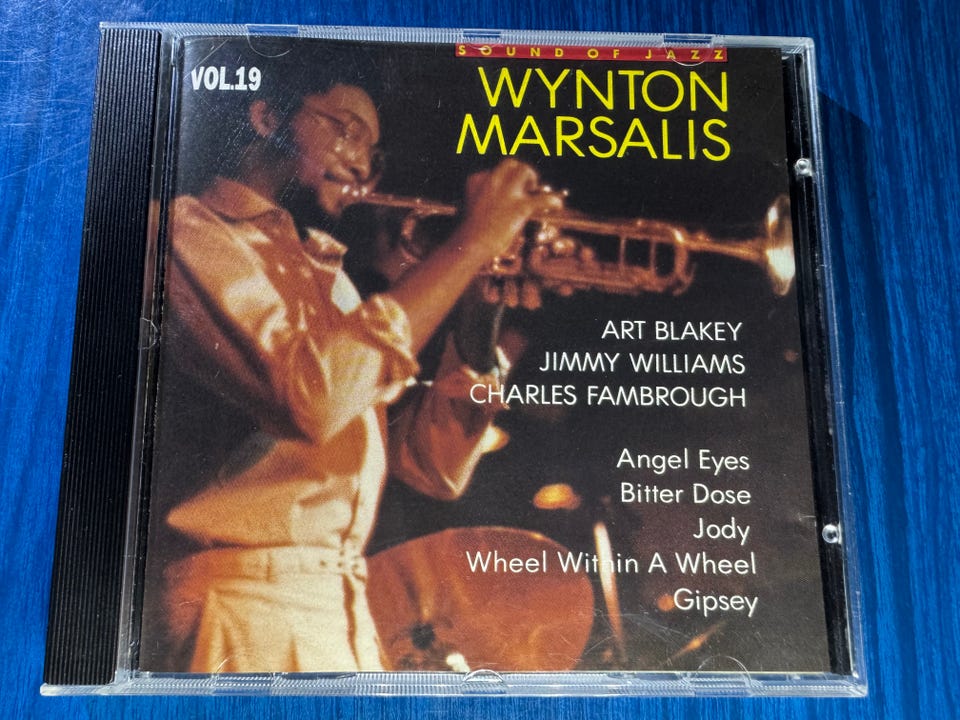 SOUND OF JAZZ
VOL.19
WYNTON
MARSALIS
ART BLAKEY
JIMMY WILLIAMS
CHARLES FAMBROUGH
Angel Eyes
Bitter Dose
Jody
Wheel Within A Wheel
Gipsey